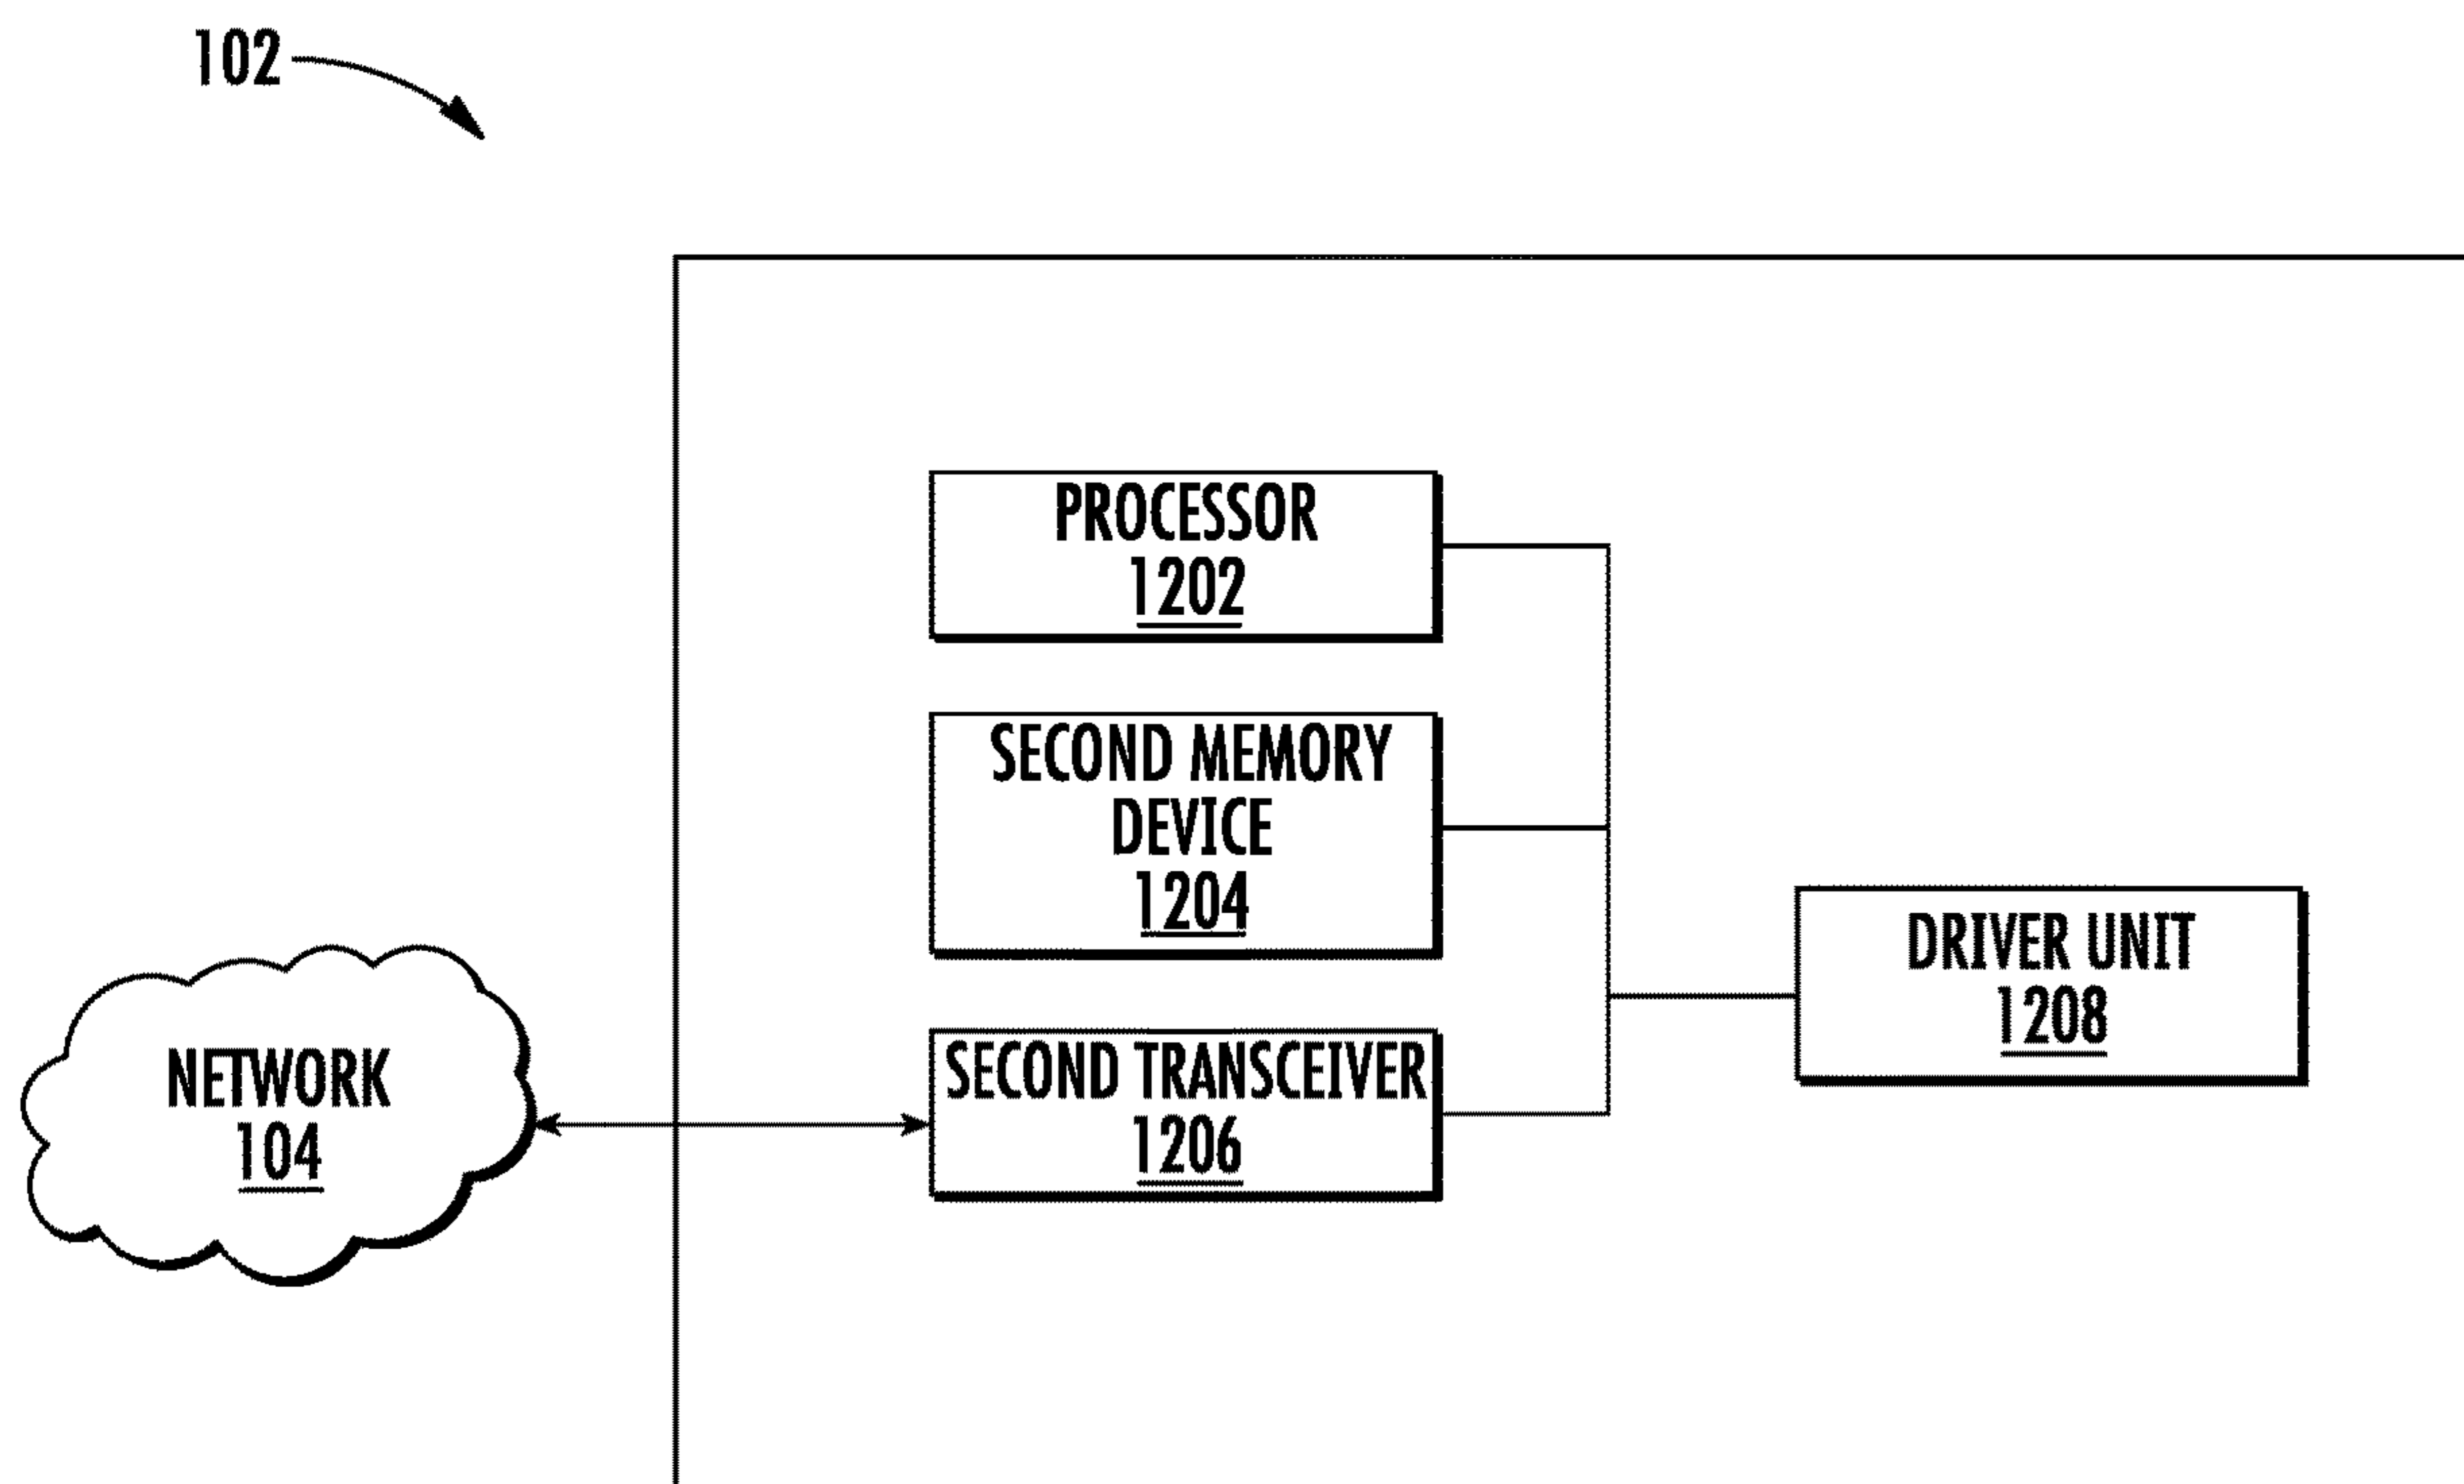 102
PROCESSOR
1202
SECOND MEMORY
DEVICE
1204
SECOND TRANSCEIVER
1206
DRIVER UNIT
1208
NETWORK
104